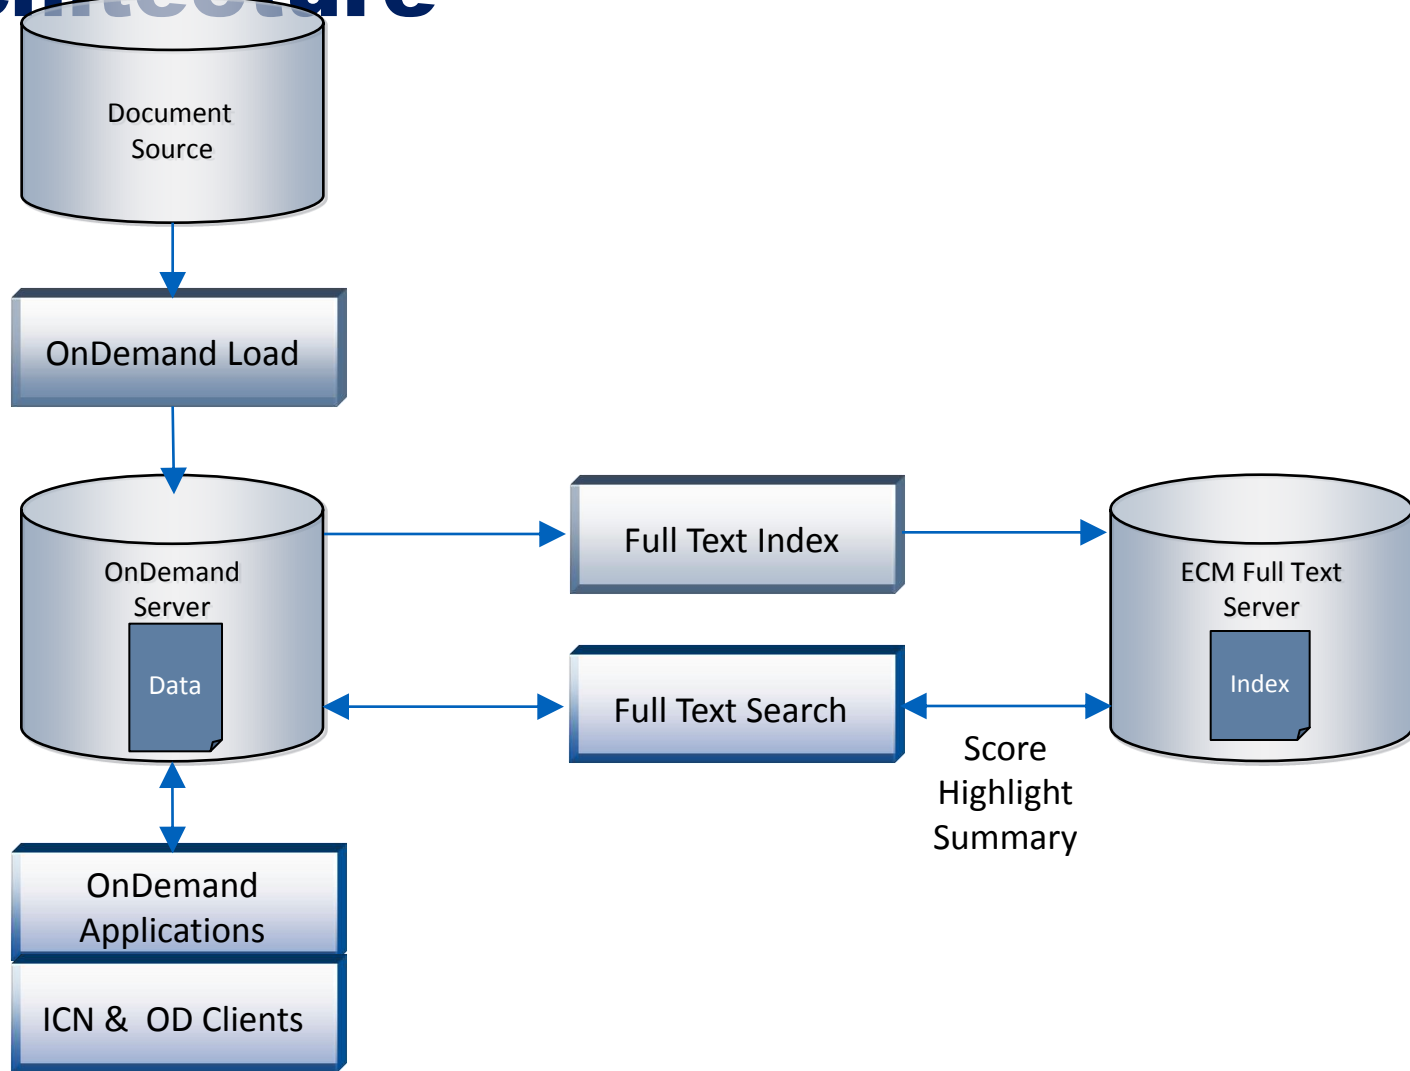 Document
Source
OnDemand Load
OnDemand
Server
Data
Full Text Index
ECM Full Text
Server
Index
Full Text Search
Score
Highlight
Summary
OnDemand
Applications
ICN & OD Clients